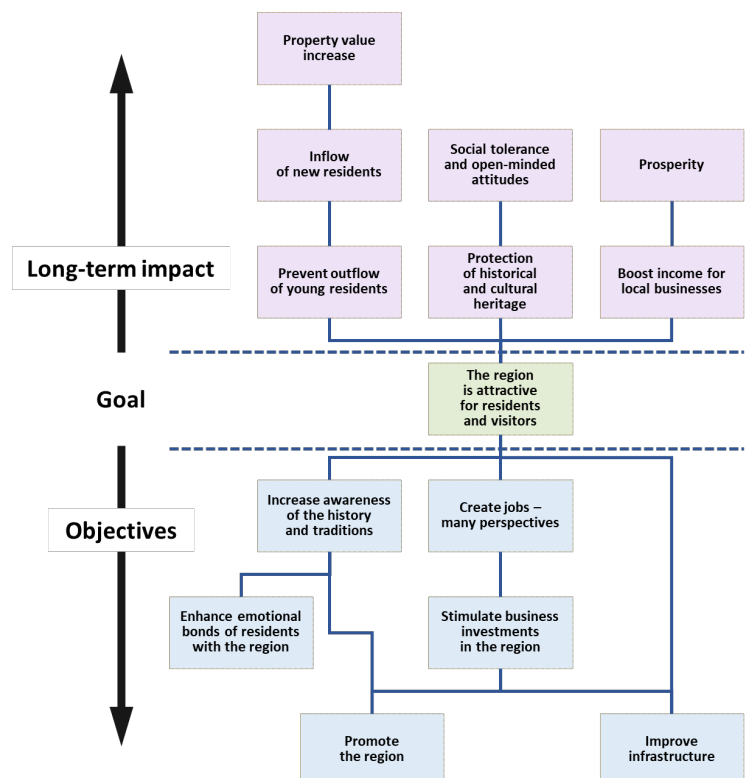 Property value
increase
Inflow
of new residents
Social tolerance
and open-minded
attitudes
Prosperity
Long-term impact
Prevent outflow
of young residents
Protection
of historical
and cultural
heritage
Boost income for
local businesses
Goal
The region
is attractive
for residents
and visitors
Objectives
Increase awareness
of the history
and traditions
Create jobs –
many perspectives
Enhance emotional
bonds of residents
with the region
Stimulate business
investments
in the region
Promote
the region
Improve
infrastructure